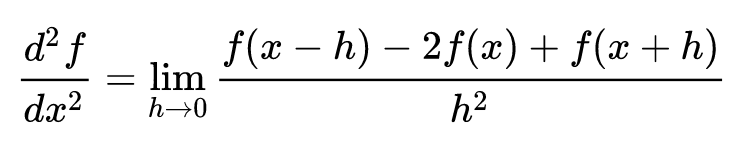 d²f/dx² = lim_{h→0} (f(x − h) − 2f(x) + f(x + h))/h²